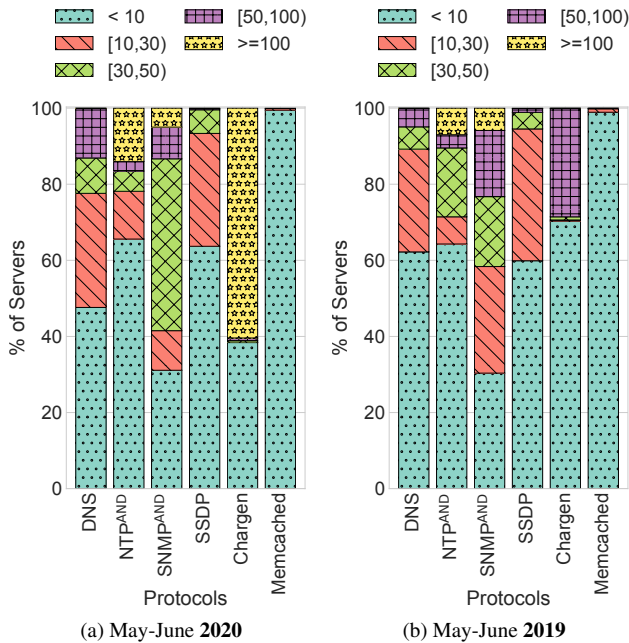 < 10
[10,30)
[30,50)
[50,100)
>=100
< 10
[10,30)
[30,50)
[50,100)
>=100
% of Servers
100
80
60
40
20
0
DNS
NTPᴬᴺᴰ
SNMPᴬᴺᴰ
SSDP
Chargen
Memcached
Protocols
(a) May-June 2020
% of Servers
100
80
60
40
20
0
DNS
NTPᴬᴺᴰ
SNMPᴬᴺᴰ
SSDP
Chargen
Memcached
Protocols
(b) May-June 2019